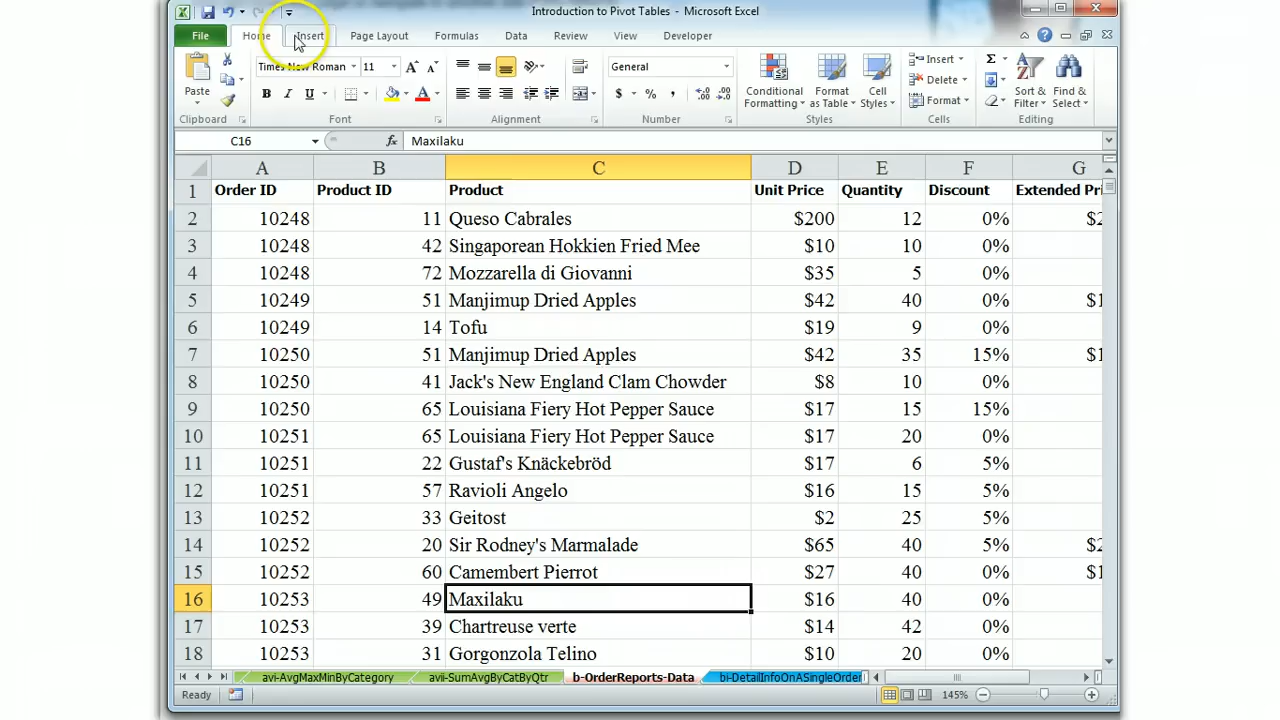 Introduction to Pivot Tables - Microsoft Excel
File Home Insert Page Layout Formulas Data Review View Developer
Times New Roman 11 General Insert
Paste Conditional Formatting Format as Table Cell Styles Delete Sort & Filter Find & Select
B I U A $ % , Format
Clipboard Font Alignment Number Styles Cells Editing
C16 fx Maxilaku
A B C D E F G
1 Order ID Product ID Product Unit Price Quantity Discount Extended Pri
2 10248 11 Queso Cabrales $200 12 0% $2
3 10248 42 Singaporean Hokkien Fried Mee $10 10 0%
4 10248 72 Mozzarella di Giovanni $35 5 0%
5 10249 51 Manjimup Dried Apples $42 40 0% $1
6 10249 14 Tofu $19 9 0%
7 10250 51 Manjimup Dried Apples $42 35 15% $1
8 10250 41 Jack's New England Clam Chowder $8 10 0%
9 10250 65 Louisiana Fiery Hot Pepper Sauce $17 15 15%
10 10251 65 Louisiana Fiery Hot Pepper Sauce $17 20 0%
11 10251 22 Gustaf's Knäckebröd $17 6 5%
12 10251 57 Ravioli Angelo $16 15 5%
13 10252 33 Geitost $2 25 5%
14 10252 20 Sir Rodney's Marmalade $65 40 5% $2
15 10252 60 Camembert Pierrot $27 40 0% $1
16 10253 49 Maxilaku $16 40 0%
17 10253 39 Chartreuse verte $14 42 0%
18 10253 31 Gorgonzola Telino $10 20 0%
avi-AvgMaxMinByCategory avii-SumAvgByCatByQtr b-OrderReports-Data bi-DetailInfoOnASingleOrder
Ready 145%